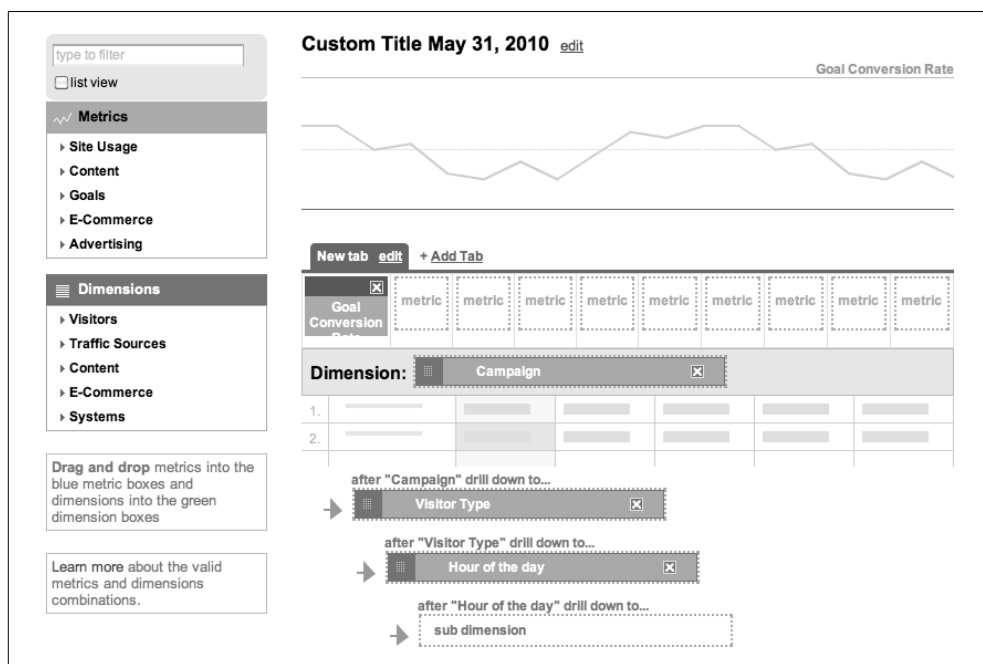 type to filter
list view
Metrics
Site Usage
Content
Goals
E-Commerce
Advertising
Dimensions
Visitors
Traffic Sources
Content
E-Commerce
Systems
Drag and drop metrics into the
blue metric boxes and
dimensions into the green
dimension boxes
Learn more about the valid
metrics and dimensions
combinations.
Custom Title May 31, 2010 edit
Goal Conversion Rate
New tab edit + Add Tab
Goal
Conversion
Rate
metric metric metric metric metric metric metric metric metric
Dimension: Campaign
1.
2.
after "Campaign" drill down to...
Visitor Type
after "Visitor Type" drill down to...
Hour of the day
after "Hour of the day" drill down to...
sub dimension